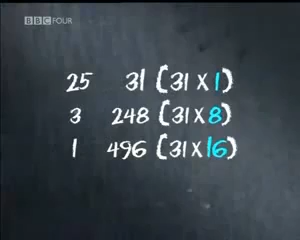 BBC FOUR
25 31 (31 x 1)
3 248 (31 x 8)
1 496 (31 x 16)